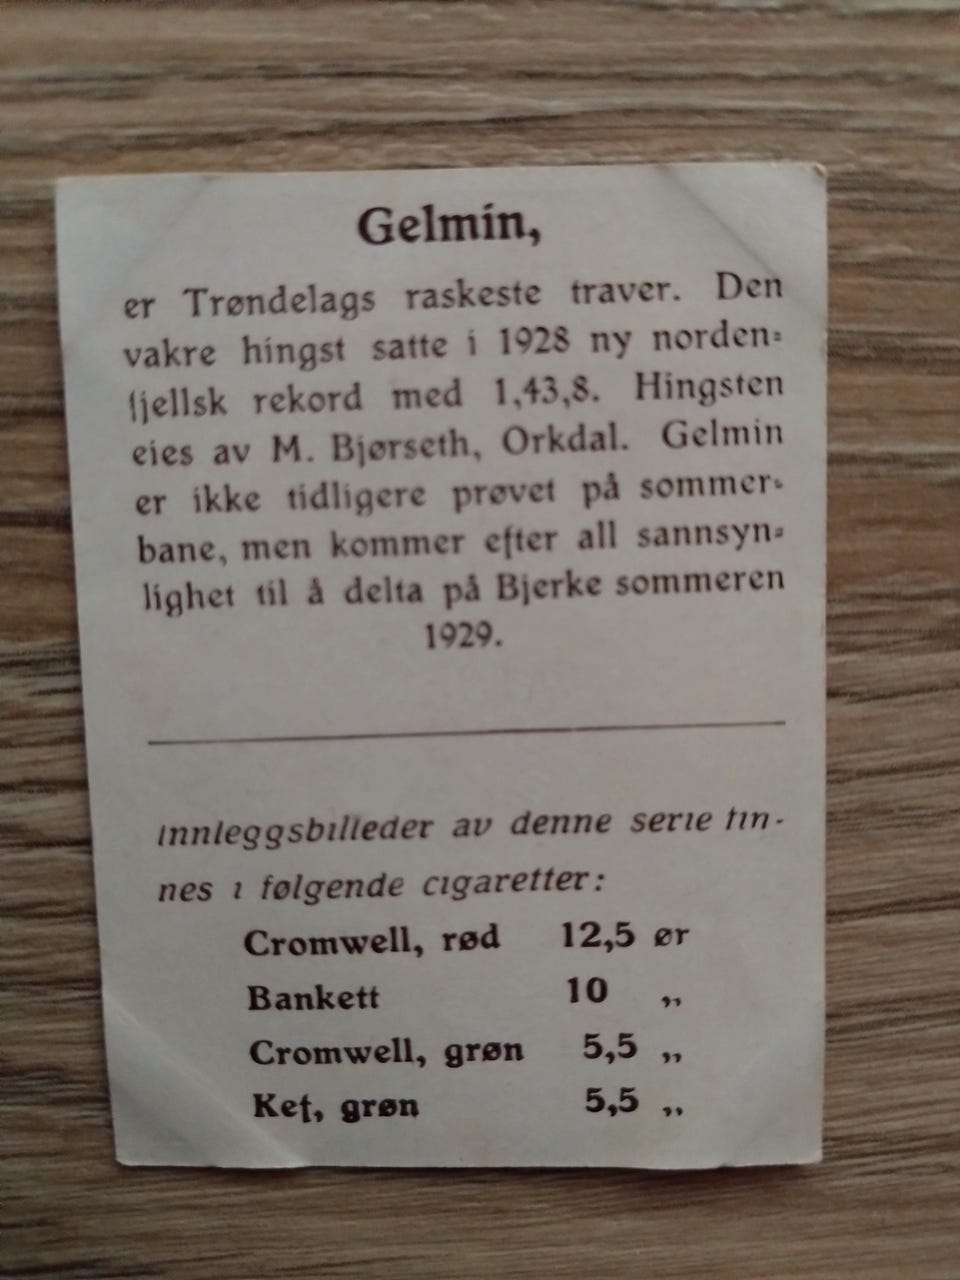 Gelmin,
er Trøndelags raskeste traver. Den
vakre hingst satte i 1928 ny norden-
fjellsk rekord med 1,43,8. Hingsten
eies av M. Bjørseth, Orkdal. Gelmin
er ikke tidligere prøvet på sommer-
bane, men kommer efter all sannsyn-
lighet til å delta på Bjerke sommeren
1929.
Innleggsbilleder av denne serie fin-
nes i følgende cigaretter:
Cromwell, rød 12,5 ør
Bankett 10 „
Cromwell, grøn 5,5 „
Kef, grøn 5,5 „